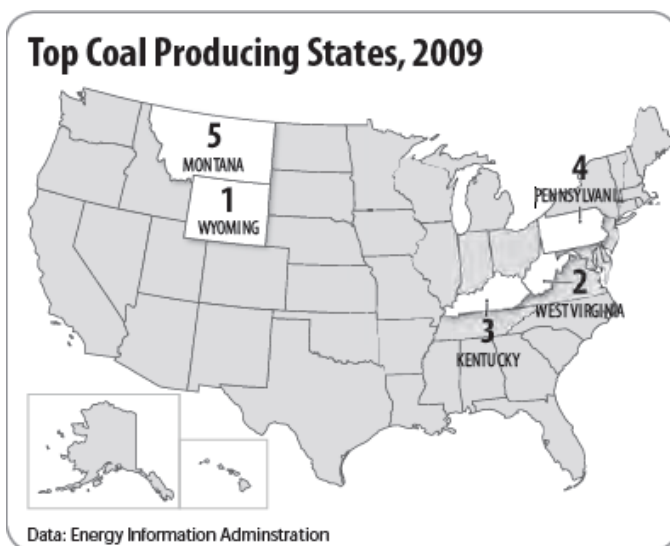 Top Coal Producing States, 2009
5
MONTANA
1
WYOMING
4
PENNSYLVANI
2
WEST VIRGINIA
3
KENTUCKY
Data: Energy Information Adminstration